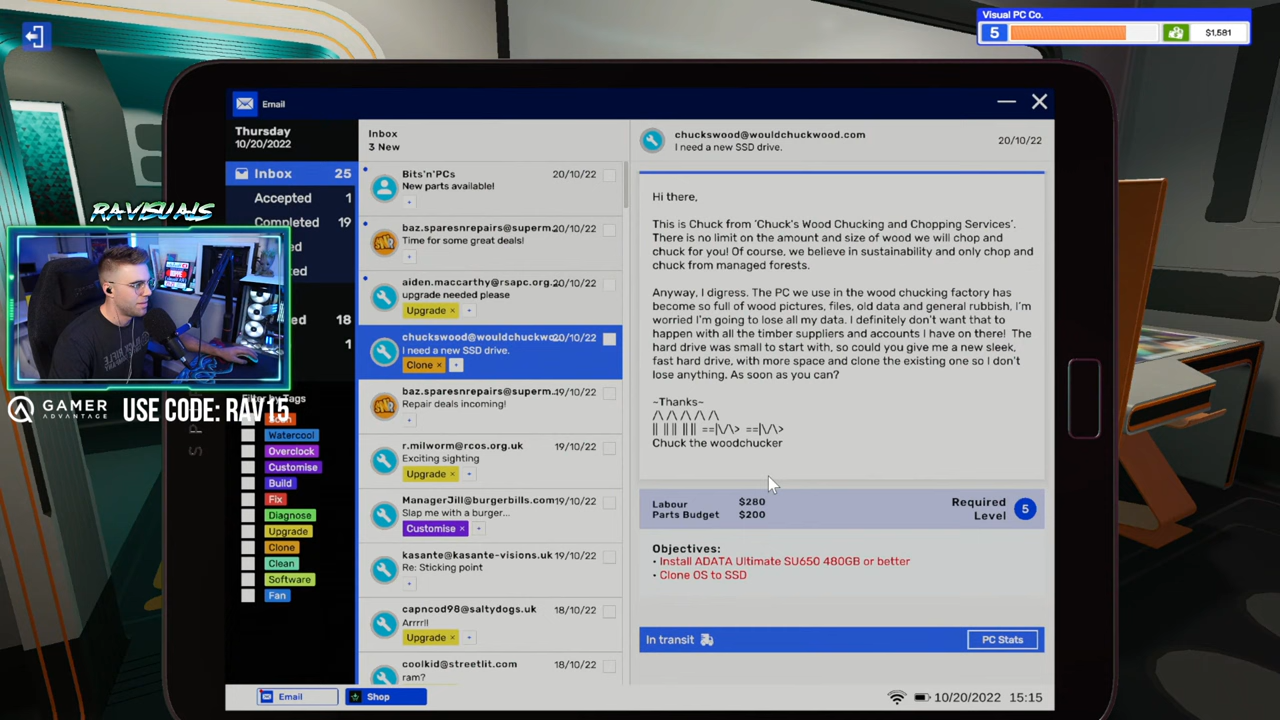 Visual PC Co.
5
$1,581
Email
Thursday
10/20/2022
Inbox 25
Accepted 1
Completed 19
18
1
RAVISUALS
GAMER
ADVANTAGE
USE CODE: RAV15
Filter by Tags
Watercool
Overclock
Customise
Build
Fix
Diagnose
Upgrade
Clone
Clean
Software
Fan
Inbox
3 New
Bits'n'PCs 20/10/22
New parts available!
baz.sparesnrepairs@superm... 20/10/22
Time for some great deals!
aiden.maccarthy@rsapc.org... 20/10/22
upgrade needed please
Upgrade × +
chuckswood@wouldchuckwo... 20/10/22
I need a new SSD drive.
Clone × +
baz.sparesnrepairs@superm... 19/10/22
Repair deals incoming!
r.milworm@rcos.org.uk 19/10/22
Exciting sighting
Upgrade × +
ManagerJill@burgerbills.com 19/10/22
Slap me with a burger...
Customise × +
kasante@kasante-visions.uk 19/10/22
Re: Sticking point
capncod98@saltydogs.uk 18/10/22
Arrrr!!
Upgrade × +
coolkid@streetlit.com 18/10/22
ram?
chuckswood@wouldchuckwood.com 20/10/22
I need a new SSD drive.
Hi there,
This is Chuck from 'Chuck's Wood Chucking and Chopping Services'.
There is no limit on the amount and size of wood we will chop and
chuck for you! Of course, we believe in sustainability and only chop and
chuck from managed forests.
Anyway, I digress. The PC we use in the wood chucking factory has
become so full of wood pictures, files, old data and general rubbish, I'm
worried I'm going to lose all my data. I definitely don't want that to
happen with all the timber suppliers and accounts I have on there! The
hard drive was small to start with, so could you give me a new sleek,
fast hard drive, with more space and clone the existing one so I don't
lose anything. As soon as you can?
~Thanks~
/\ /\ /\ /\ /\ /\
|| || || || ==|\/\> ==|\/\>
Chuck the woodchucker
Labour $280
Parts Budget $200
Required
Level 5
Objectives:
• Install ADATA Ultimate SU650 480GB or better
• Clone OS to SSD
In transit
PC Stats
Email
Shop
10/20/2022 15:15